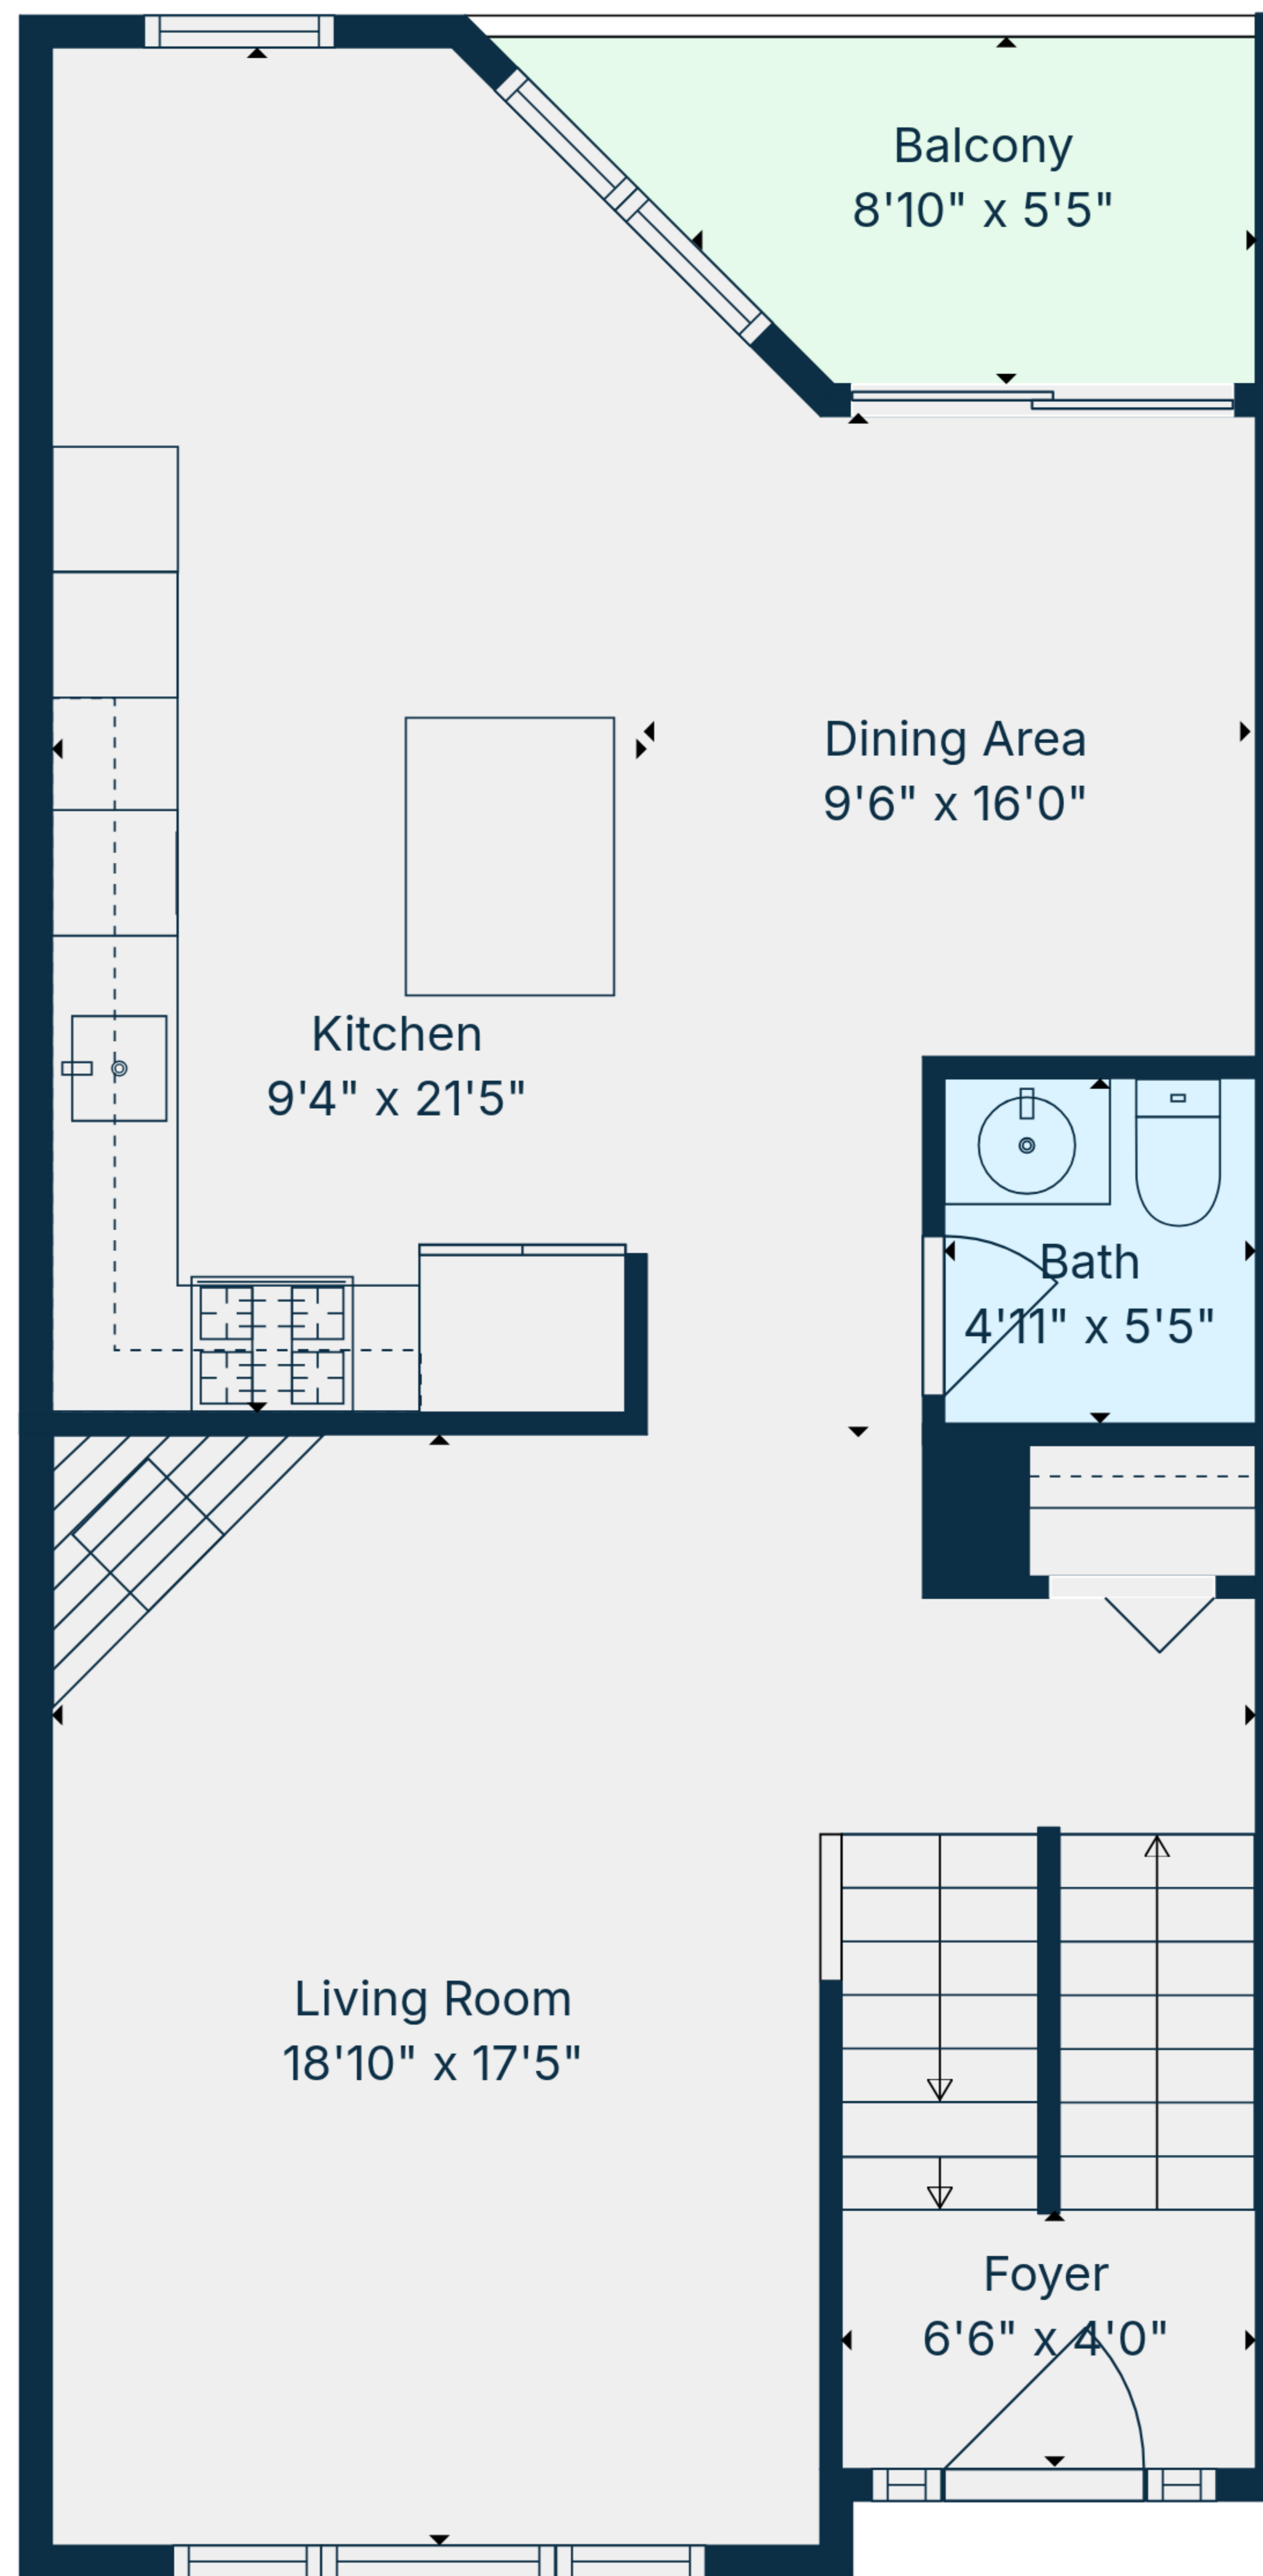 Balcony
8'10" x 5'5"
Dining Area
9'6" x 16'0"
Kitchen
9'4" x 21'5"
Bath
4'11" x 5'5"
Living Room
18'10" x 17'5"
Foyer
6'6" x 4'0"